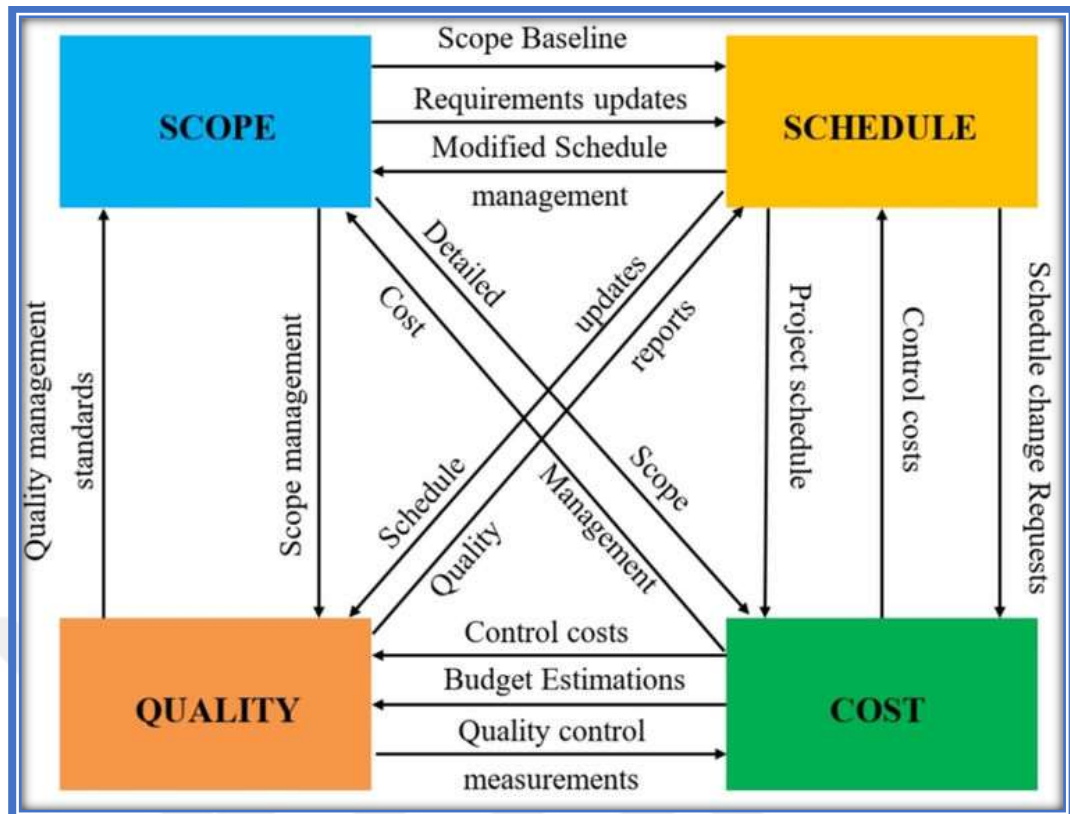 Scope Baseline
SCOPE
Requirements updates
SCHEDULE
Modified Schedule
management
Detailed
Cost
updates
reports
Quality management
standards
Scope management
Project schedule
Control costs
Schedule change Requests
Schedule
Quality
Scope
Management
Control costs
Budget Estimations
QUALITY
COST
Quality control
measurements